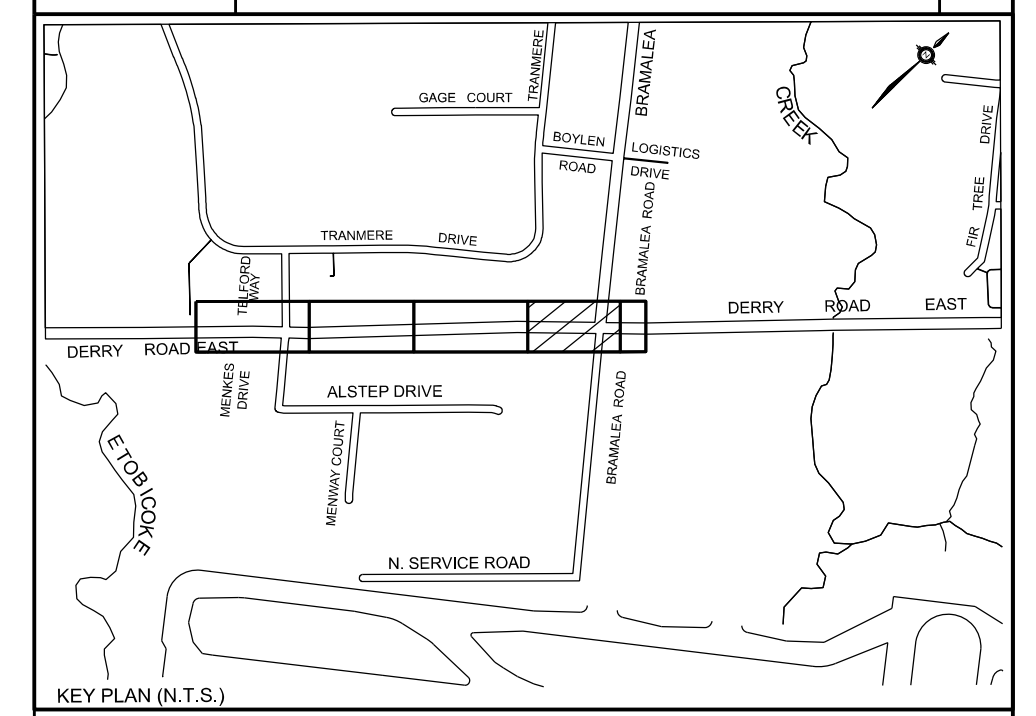 TRANMERE
BRAMALEA
N
GAGE COURT
CREEK
BOYLEN
ROAD
LOGISTICS
DRIVE
DRIVE
FIR TREE
BRAMALEA ROAD
TRANMERE DRIVE
TELFORD
WAY
DERRY ROAD EAST
DERRY ROAD EAST
MENKES
DRIVE
ALSTEP DRIVE
BRAMALEA ROAD
MENWAY COURT
ETOBICOKE
N. SERVICE ROAD
KEY PLAN (N.T.S.)